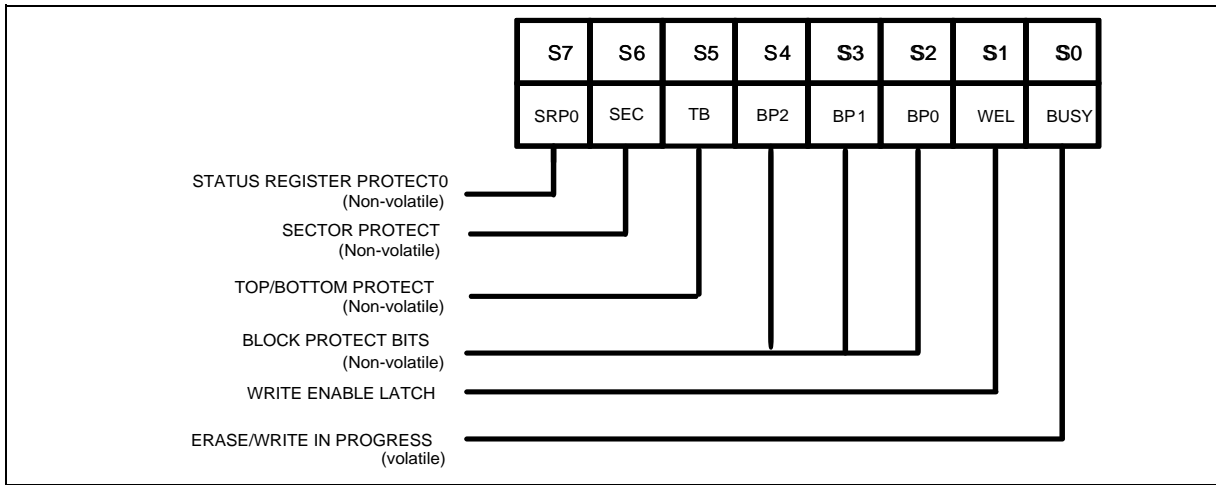 S7 S6 S5 S4 S3 S2 S1 S0
SRP0 SEC TB BP2 BP1 BP0 WEL BUSY
STATUS REGISTER PROTECT0
(Non-volatile)
SECTOR PROTECT
(Non-volatile)
TOP/BOTTOM PROTECT
(Non-volatile)
BLOCK PROTECT BITS
(Non-volatile)
WRITE ENABLE LATCH
ERASE/WRITE IN PROGRESS
(volatile)